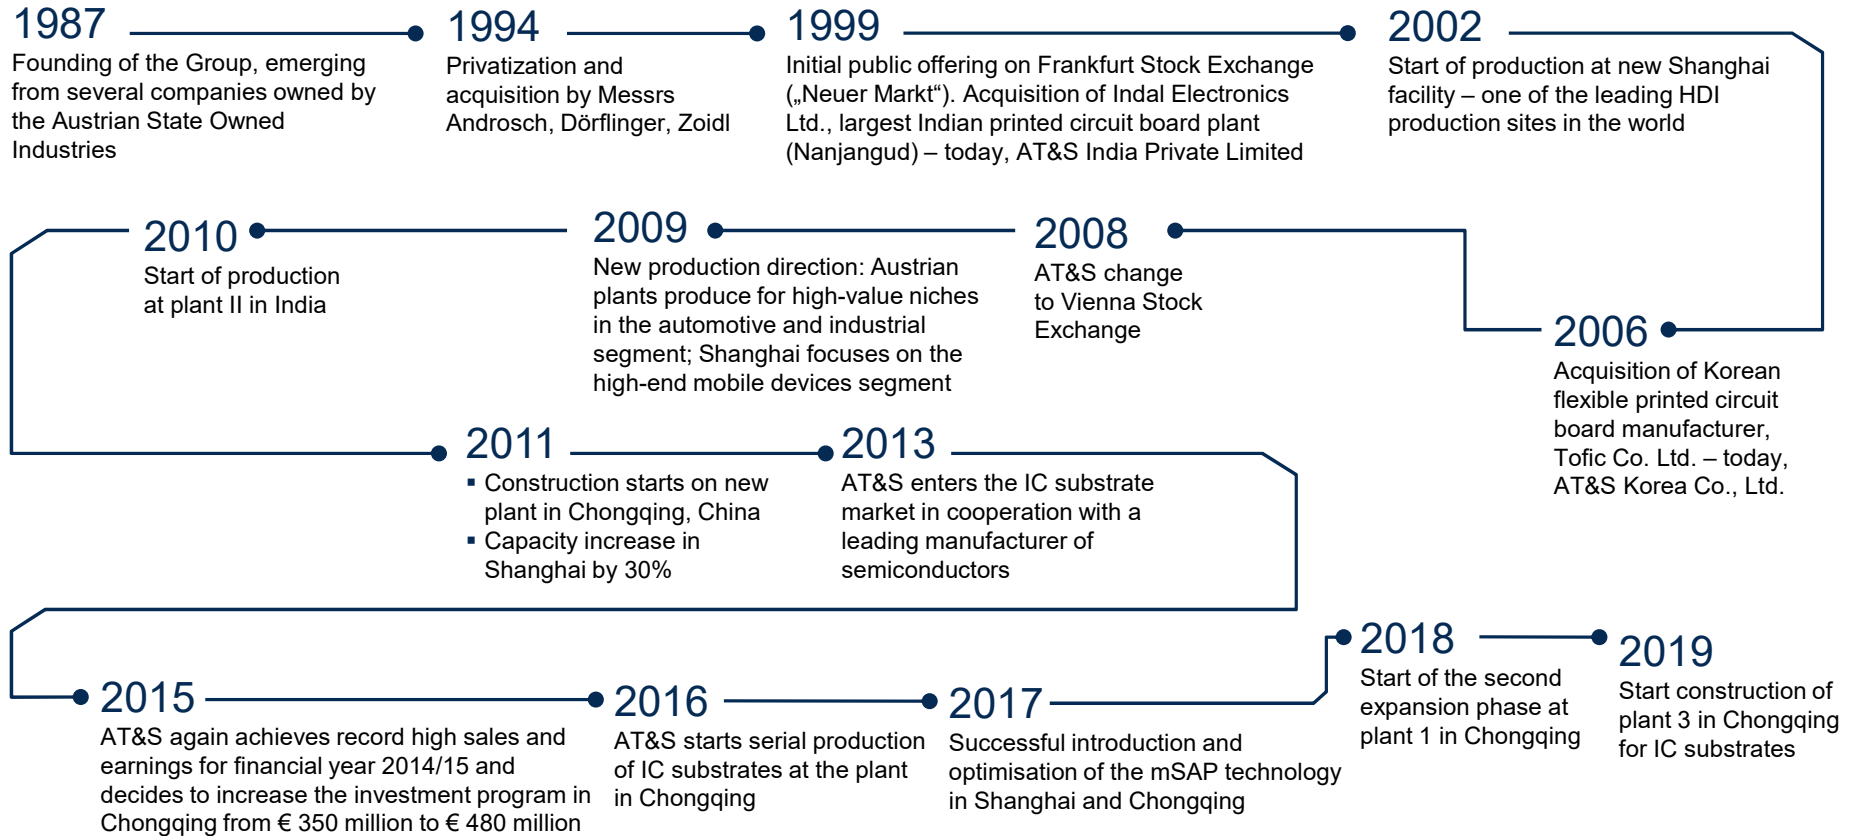 1987
Founding of the Group, emerging
from several companies owned by
the Austrian State Owned
Industries
1994
Privatization and
acquisition by Messrs
Androsch, Dörflinger, Zoidl
1999
Initial public offering on Frankfurt Stock Exchange
(„Neuer Markt“). Acquisition of Indal Electronics
Ltd., largest Indian printed circuit board plant
(Nanjangud) – today, AT&S India Private Limited
2002
Start of production at new Shanghai
facility – one of the leading HDI
production sites in the world
2006
Acquisition of Korean
flexible printed circuit
board manufacturer,
Tofic Co. Ltd. – today,
AT&S Korea Co., Ltd.
2008
AT&S change
to Vienna Stock
Exchange
2009
New production direction: Austrian
plants produce for high-value niches
in the automotive and industrial
segment; Shanghai focuses on the
high-end mobile devices segment
2010
Start of production
at plant II in India
2011
▪ Construction starts on new
plant in Chongqing, China
▪ Capacity increase in
Shanghai by 30%
2013
AT&S enters the IC substrate
market in cooperation with a
leading manufacturer of
semiconductors
2015
AT&S again achieves record high sales and
earnings for financial year 2014/15 and
decides to increase the investment program in
Chongqing from € 350 million to € 480 million
2016
AT&S starts serial production
of IC substrates at the plant
in Chongqing
2017
Successful introduction and
optimisation of the mSAP technology
in Shanghai and Chongqing
2018
Start of the second
expansion phase at
plant 1 in Chongqing
2019
Start construction of
plant 3 in Chongqing
for IC substrates